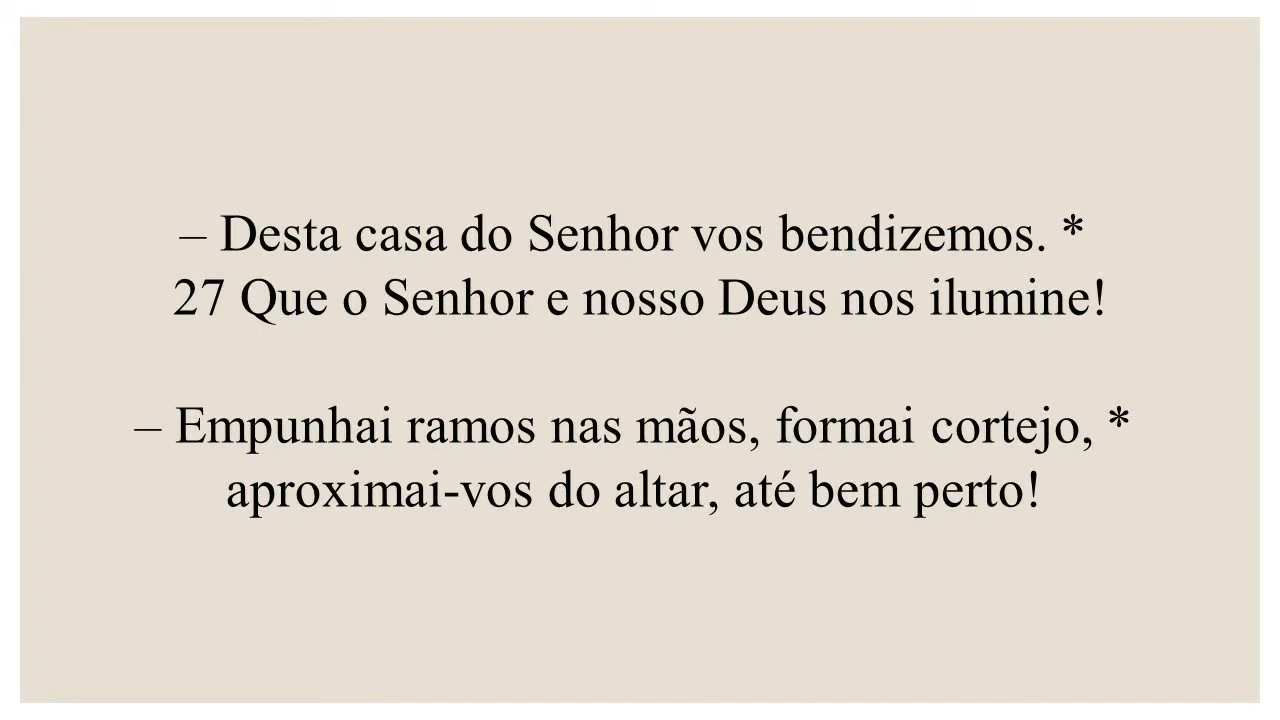 – Desta casa do Senhor vos bendizemos. *
27 Que o Senhor e nosso Deus nos ilumine!
– Empunhai ramos nas mãos, formai cortejo, *
aproximai-vos do altar, até bem perto!